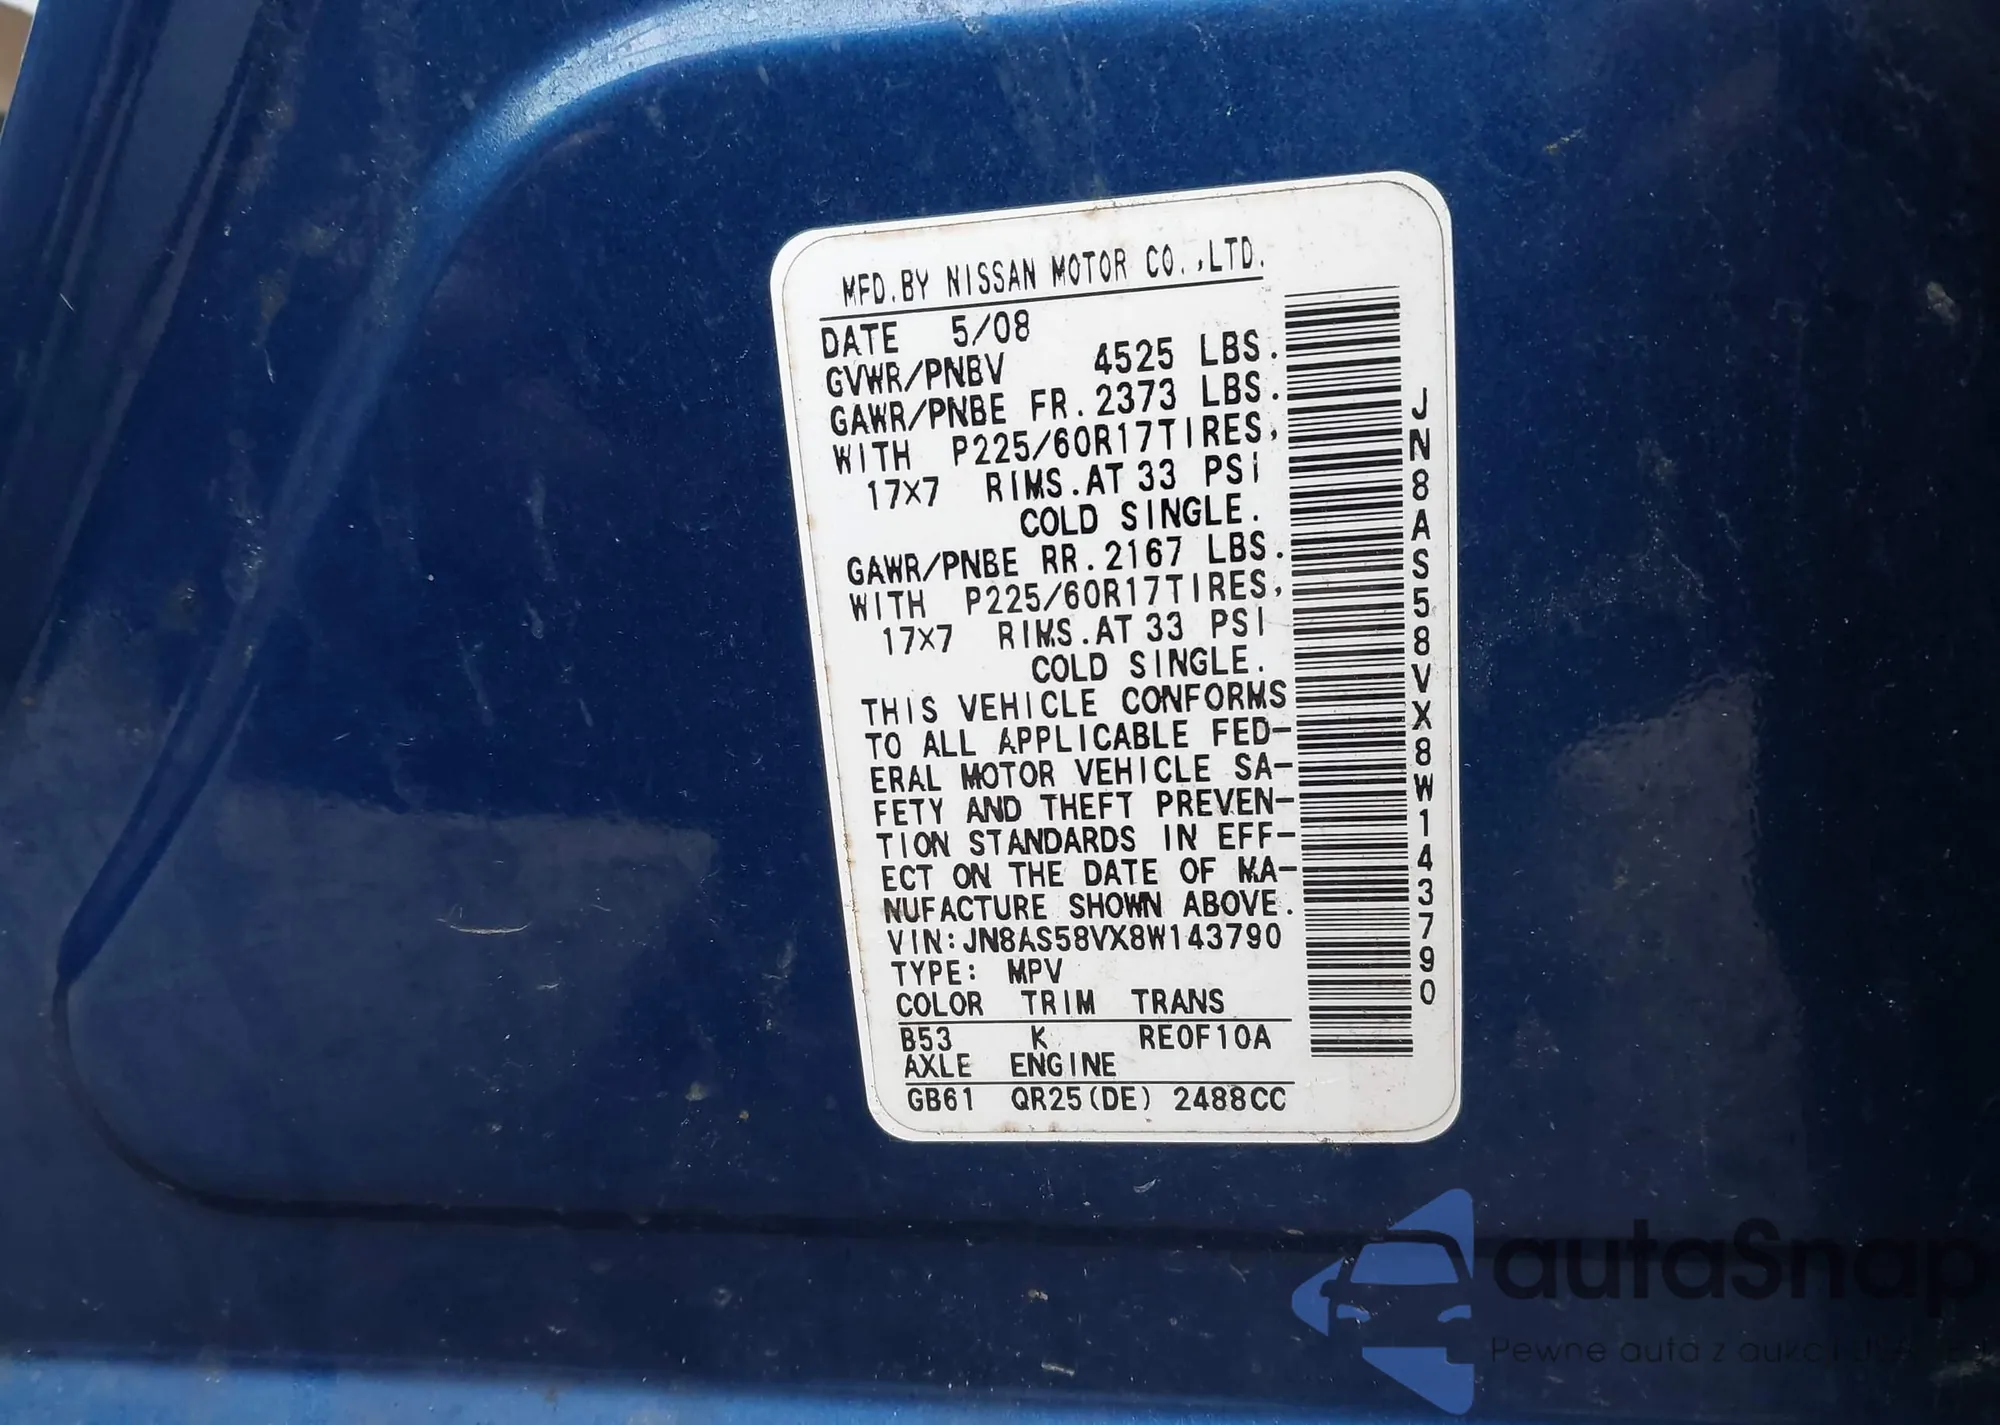 MFD.BY NISSAN MOTOR CO.,LTD.
DATE 5/08
GVWR/PNBV 4525 LBS.
GAWR/PNBE FR.2373 LBS.
WITH P225/60R17TIRES,
17X7 RIMS.AT 33 PSI
COLD SINGLE.
GAWR/PNBE RR.2167 LBS.
WITH P225/60R17TIRES,
17X7 RIMS.AT 33 PSI
COLD SINGLE.
THIS VEHICLE CONFORMS
TO ALL APPLICABLE FED-
ERAL MOTOR VEHICLE SA-
FETY AND THEFT PREVEN-
TION STANDARDS IN EFF-
ECT ON THE DATE OF MA-
NUFACTURE SHOWN ABOVE.
VIN:JN8AS58VX8W143790
TYPE: MPV
COLOR TRIM TRANS
B53 K RE0F10A
AXLE ENGINE
GB61 QR25(DE) 2488CC
JN8AS58VX8W143790
autaSnap
Pewne auta z